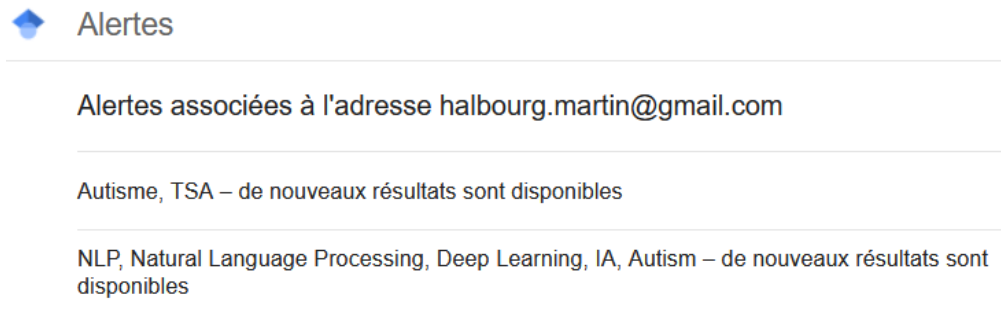 Alertes
Alertes associées à l'adresse halbourg.martin@gmail.com
Autisme, TSA – de nouveaux résultats sont disponibles
NLP, Natural Language Processing, Deep Learning, IA, Autism – de nouveaux résultats sont
disponibles